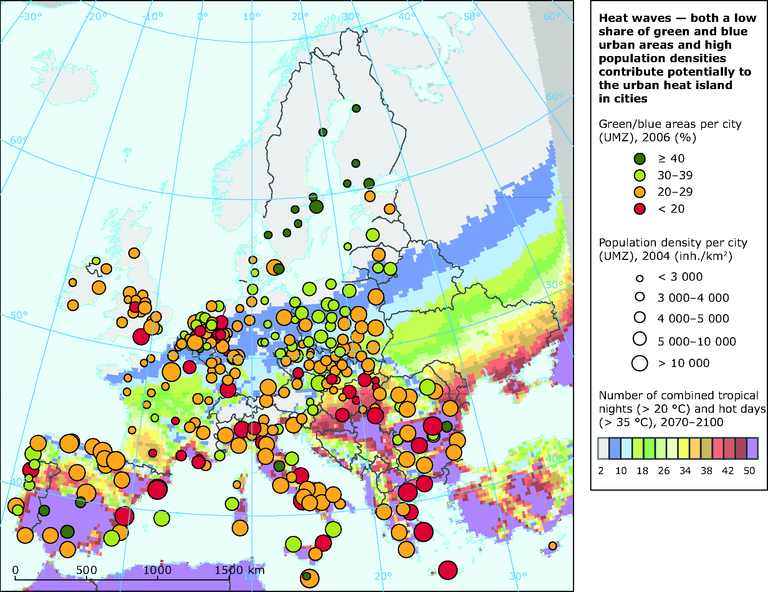 -30°
-20°
-10°
0°
10°
20°
30°
40°
50°
60°
60°
50°
60°
50°
50°
40°
40°
0
500
1000
1500 km
0°
10°
20°
30°
Heat waves — both a low
share of green and blue
urban areas and high
population densities
contribute potentially to
the urban heat island
in cities
Green/blue areas per city
(UMZ), 2006 (%)
≥ 40
30–39
20–29
< 20
Population density per city
(UMZ), 2004 (inh./km²)
< 3 000
3 000–4 000
4 000–5 000
5 000–10 000
> 10 000
Number of combined tropical
nights (> 20 °C) and hot days
(> 35 °C), 2070–2100
2 10 18 26 34 38 42 50